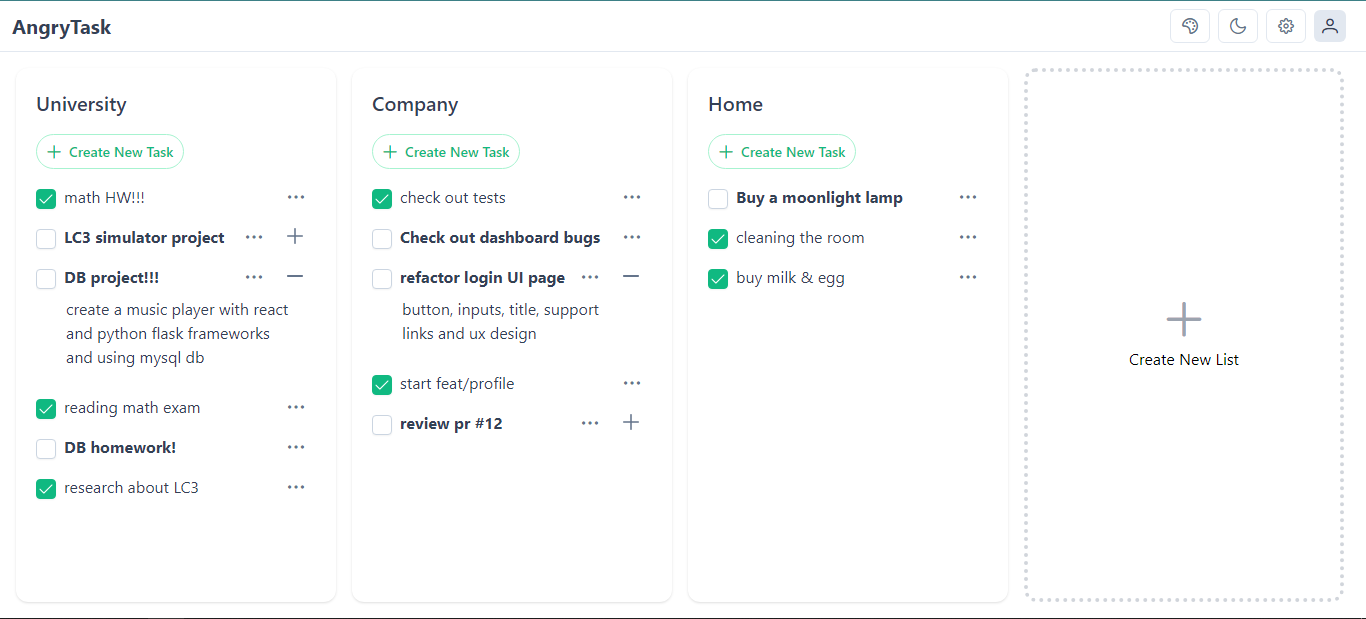 AngryTask
University
Create New Task
math HW!!!
LC3 simulator project
DB project!!!
create a music player with react
and python flask frameworks
and using mysql db
reading math exam
DB homework!
research about LC3
Company
Create New Task
check out tests
Check out dashboard bugs
refactor login UI page
button, inputs, title, support
links and ux design
start feat/profile
review pr #12
Home
Create New Task
Buy a moonlight lamp
cleaning the room
buy milk & egg
Create New List